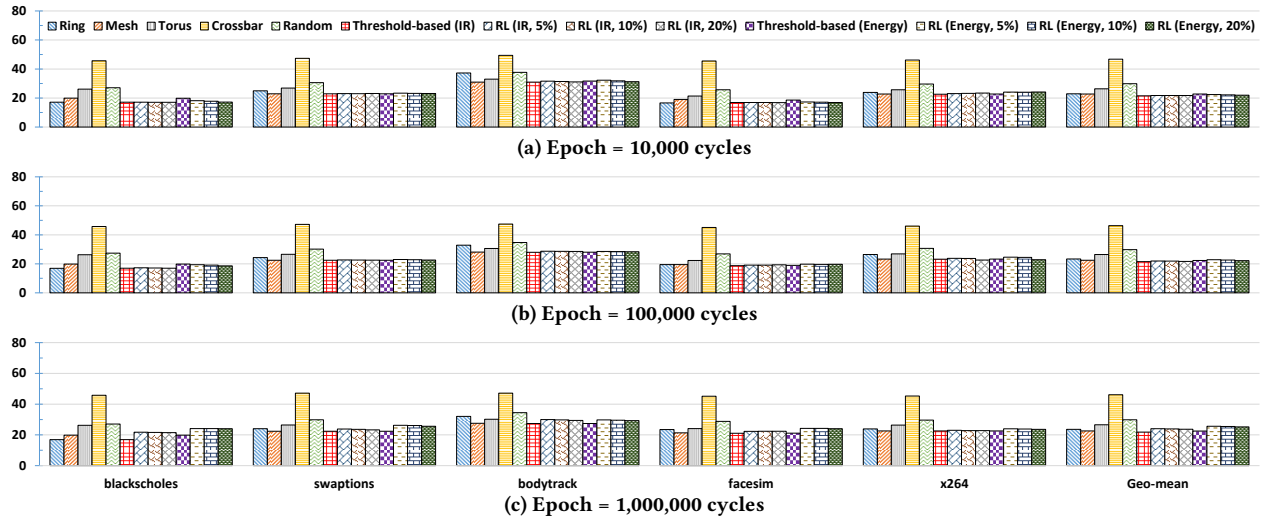 80 Ring Mesh Torus Crossbar Random Threshold-based (IR) RL (IR, 5%) RL (IR, 10%) RL (IR, 20%) Threshold-based (Energy) RL (Energy, 5%) RL (Energy, 10%) RL (Energy, 20%)
60
40
20
0
(a) Epoch = 10,000 cycles
80
60
40
20
0
(b) Epoch = 100,000 cycles
80
60
40
20
0
blackscholes swaptions bodytrack facesim x264 Geo-mean
(c) Epoch = 1,000,000 cycles